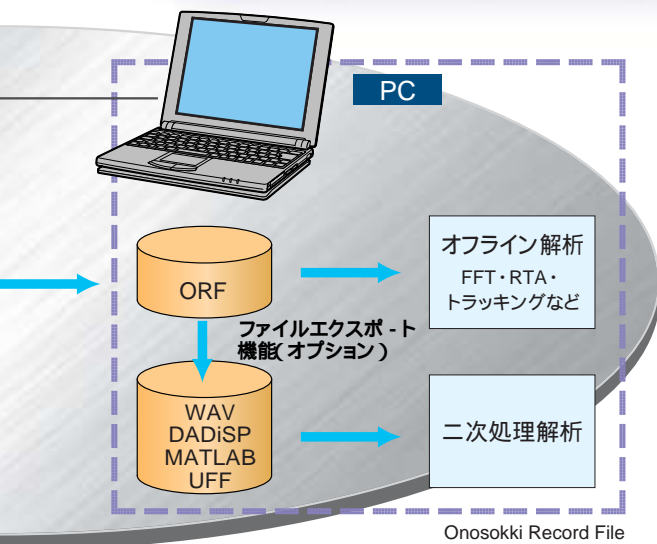 PC
ORF
オフライン解析
FFT・RTA・
トラッキングなど
ファイルエクスポ-ト
機能(オプション)
WAV
DADiSP
MATLAB
UFF
二次処理解析
Onosokki Record File